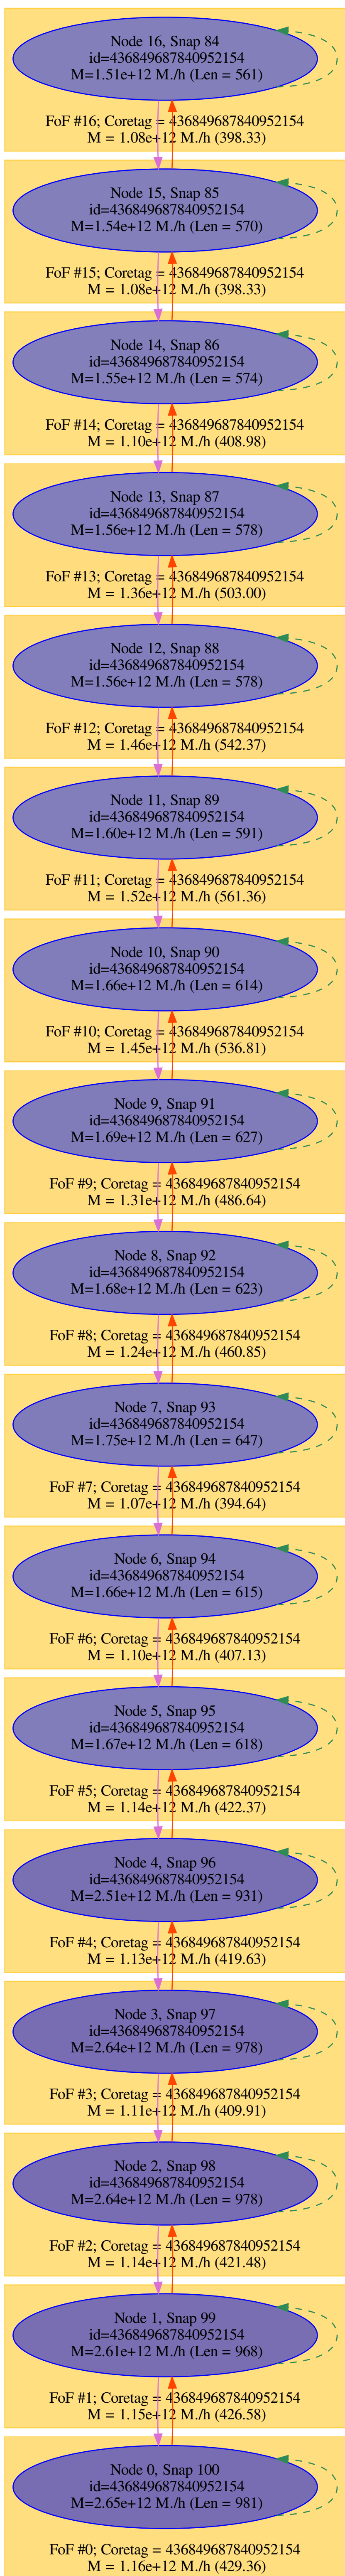 Node 16, Snap 84
id=436849687840952154
M=1.51e+12 M./h (Len = 561)
FoF #16; Coretag = 436849687840952154
M = 1.08e+12 M./h (398.33)
Node 15, Snap 85
id=436849687840952154
M=1.54e+12 M./h (Len = 570)
FoF #15; Coretag = 436849687840952154
M = 1.08e+12 M./h (398.33)
Node 14, Snap 86
id=436849687840952154
M=1.55e+12 M./h (Len = 574)
FoF #14; Coretag = 436849687840952154
M = 1.10e+12 M./h (408.98)
Node 13, Snap 87
id=436849687840952154
M=1.56e+12 M./h (Len = 578)
FoF #13; Coretag = 436849687840952154
M = 1.36e+12 M./h (503.00)
Node 12, Snap 88
id=436849687840952154
M=1.56e+12 M./h (Len = 578)
FoF #12; Coretag = 436849687840952154
M = 1.46e+12 M./h (542.37)
Node 11, Snap 89
id=436849687840952154
M=1.60e+12 M./h (Len = 591)
FoF #11; Coretag = 436849687840952154
M = 1.52e+12 M./h (561.36)
Node 10, Snap 90
id=436849687840952154
M=1.66e+12 M./h (Len = 614)
FoF #10; Coretag = 436849687840952154
M = 1.45e+12 M./h (536.81)
Node 9, Snap 91
id=436849687840952154
M=1.69e+12 M./h (Len = 627)
FoF #9; Coretag = 436849687840952154
M = 1.31e+12 M./h (486.64)
Node 8, Snap 92
id=436849687840952154
M=1.68e+12 M./h (Len = 623)
FoF #8; Coretag = 436849687840952154
M = 1.24e+12 M./h (460.85)
Node 7, Snap 93
id=436849687840952154
M=1.75e+12 M./h (Len = 647)
FoF #7; Coretag = 436849687840952154
M = 1.07e+12 M./h (394.64)
Node 6, Snap 94
id=436849687840952154
M=1.66e+12 M./h (Len = 615)
FoF #6; Coretag = 436849687840952154
M = 1.10e+12 M./h (407.13)
Node 5, Snap 95
id=436849687840952154
M=1.67e+12 M./h (Len = 618)
FoF #5; Coretag = 436849687840952154
M = 1.14e+12 M./h (422.37)
Node 4, Snap 96
id=436849687840952154
M=2.51e+12 M./h (Len = 931)
FoF #4; Coretag = 436849687840952154
M = 1.13e+12 M./h (419.63)
Node 3, Snap 97
id=436849687840952154
M=2.64e+12 M./h (Len = 978)
FoF #3; Coretag = 436849687840952154
M = 1.11e+12 M./h (409.91)
Node 2, Snap 98
id=436849687840952154
M=2.64e+12 M./h (Len = 978)
FoF #2; Coretag = 436849687840952154
M = 1.14e+12 M./h (421.48)
Node 1, Snap 99
id=436849687840952154
M=2.61e+12 M./h (Len = 968)
FoF #1; Coretag = 436849687840952154
M = 1.15e+12 M./h (426.58)
Node 0, Snap 100
id=436849687840952154
M=2.65e+12 M./h (Len = 981)
FoF #0; Coretag = 436849687840952154
M = 1.16e+12 M./h (429.36)